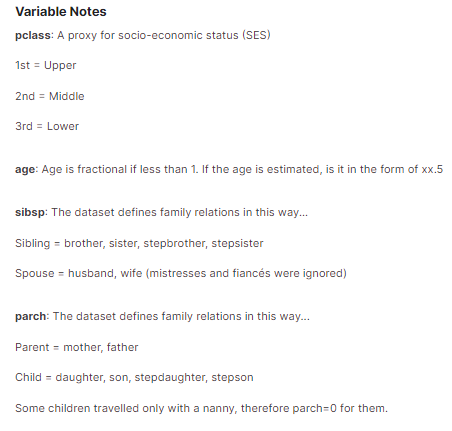 Variable Notes
pclass: A proxy for socio-economic status (SES)
1st = Upper
2nd = Middle
3rd = Lower
age: Age is fractional if less than 1. If the age is estimated, is it in the form of xx.5
sibsp: The dataset defines family relations in this way...
Sibling = brother, sister, stepbrother, stepsister
Spouse = husband, wife (mistresses and fiancés were ignored)
parch: The dataset defines family relations in this way...
Parent = mother, father
Child = daughter, son, stepdaughter, stepson
Some children travelled only with a nanny, therefore parch=0 for them.